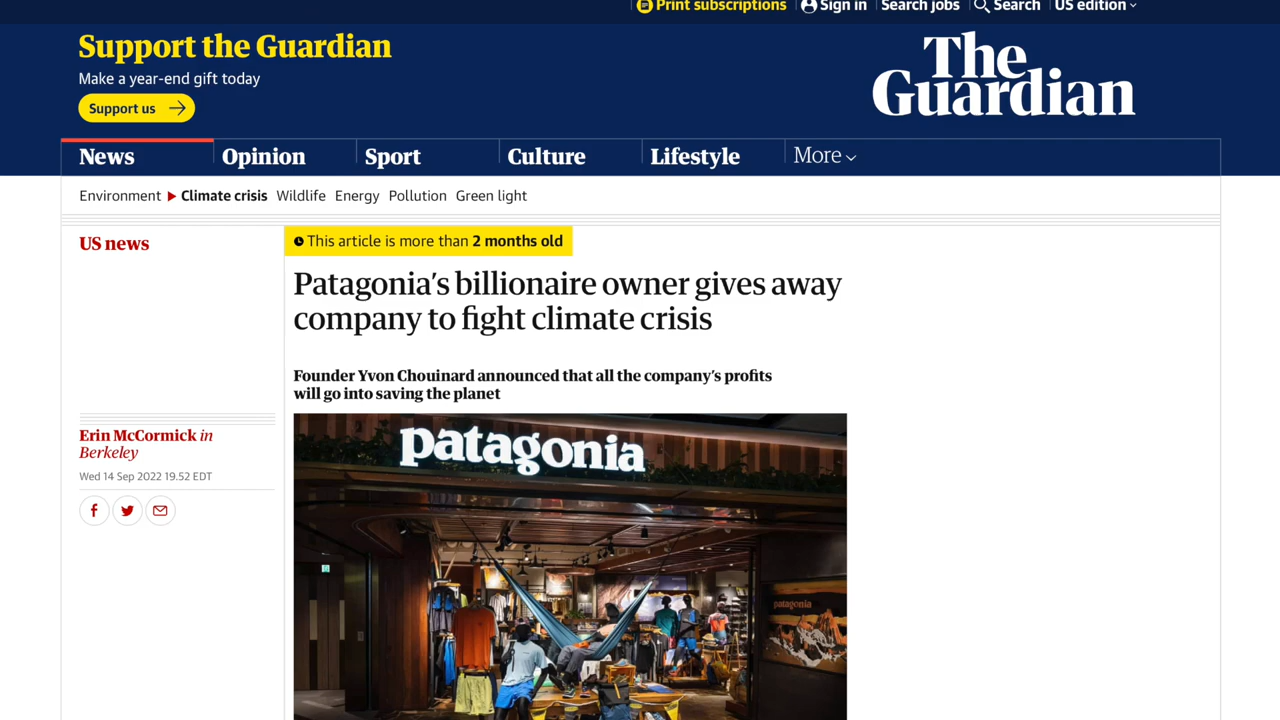 Print subscriptions Sign in Search jobs Search US edition
Support the Guardian
Make a year-end gift today
Support us
The
Guardian
News Opinion Sport Culture Lifestyle More
Environment Climate crisis Wildlife Energy Pollution Green light
US news
This article is more than 2 months old
Patagonia's billionaire owner gives away
company to fight climate crisis
Founder Yvon Chouinard announced that all the company's profits
will go into saving the planet
Erin McCormick in
Berkeley
Wed 14 Sep 2022 19.52 EDT
patagonia
patagonia